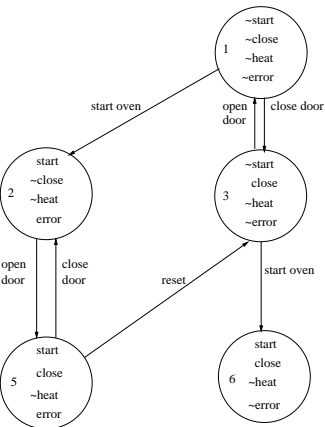 ~start
~close
1
~heat
~error
start oven
open
door
close door
start
~close
2
~heat
error
~start
close
3
~heat
~error
open
door
close
door
reset
start oven
start
close
5
~heat
error
start
close
6
~heat
~error